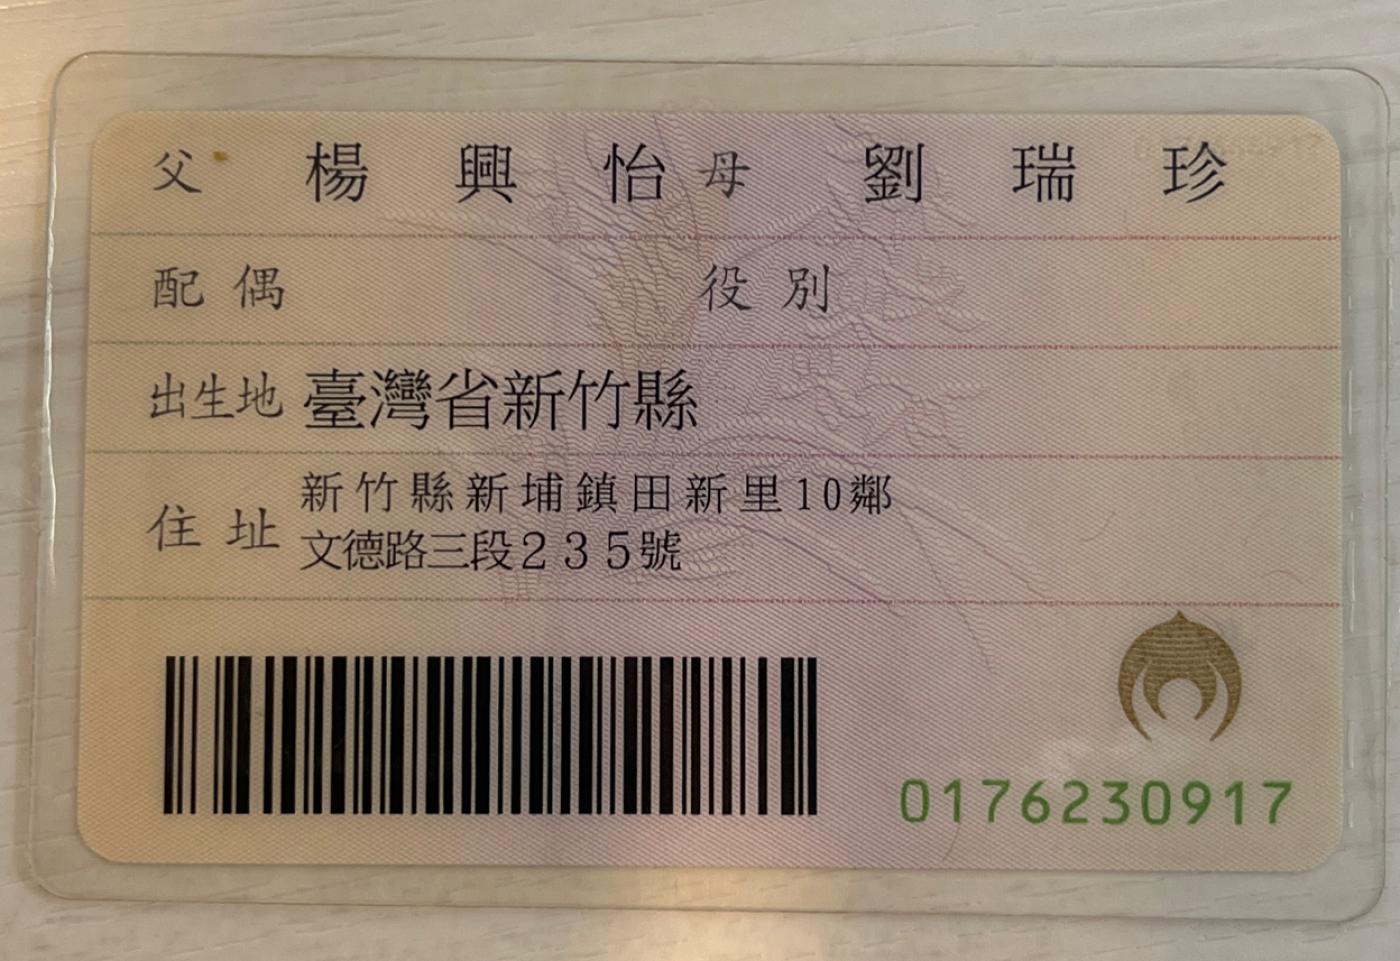 父 楊興怡 母 劉瑞珍
配偶 役別
出生地 臺灣省新竹縣
住址 新竹縣新埔鎮田新里10鄰
文德路三段235號
0176230917